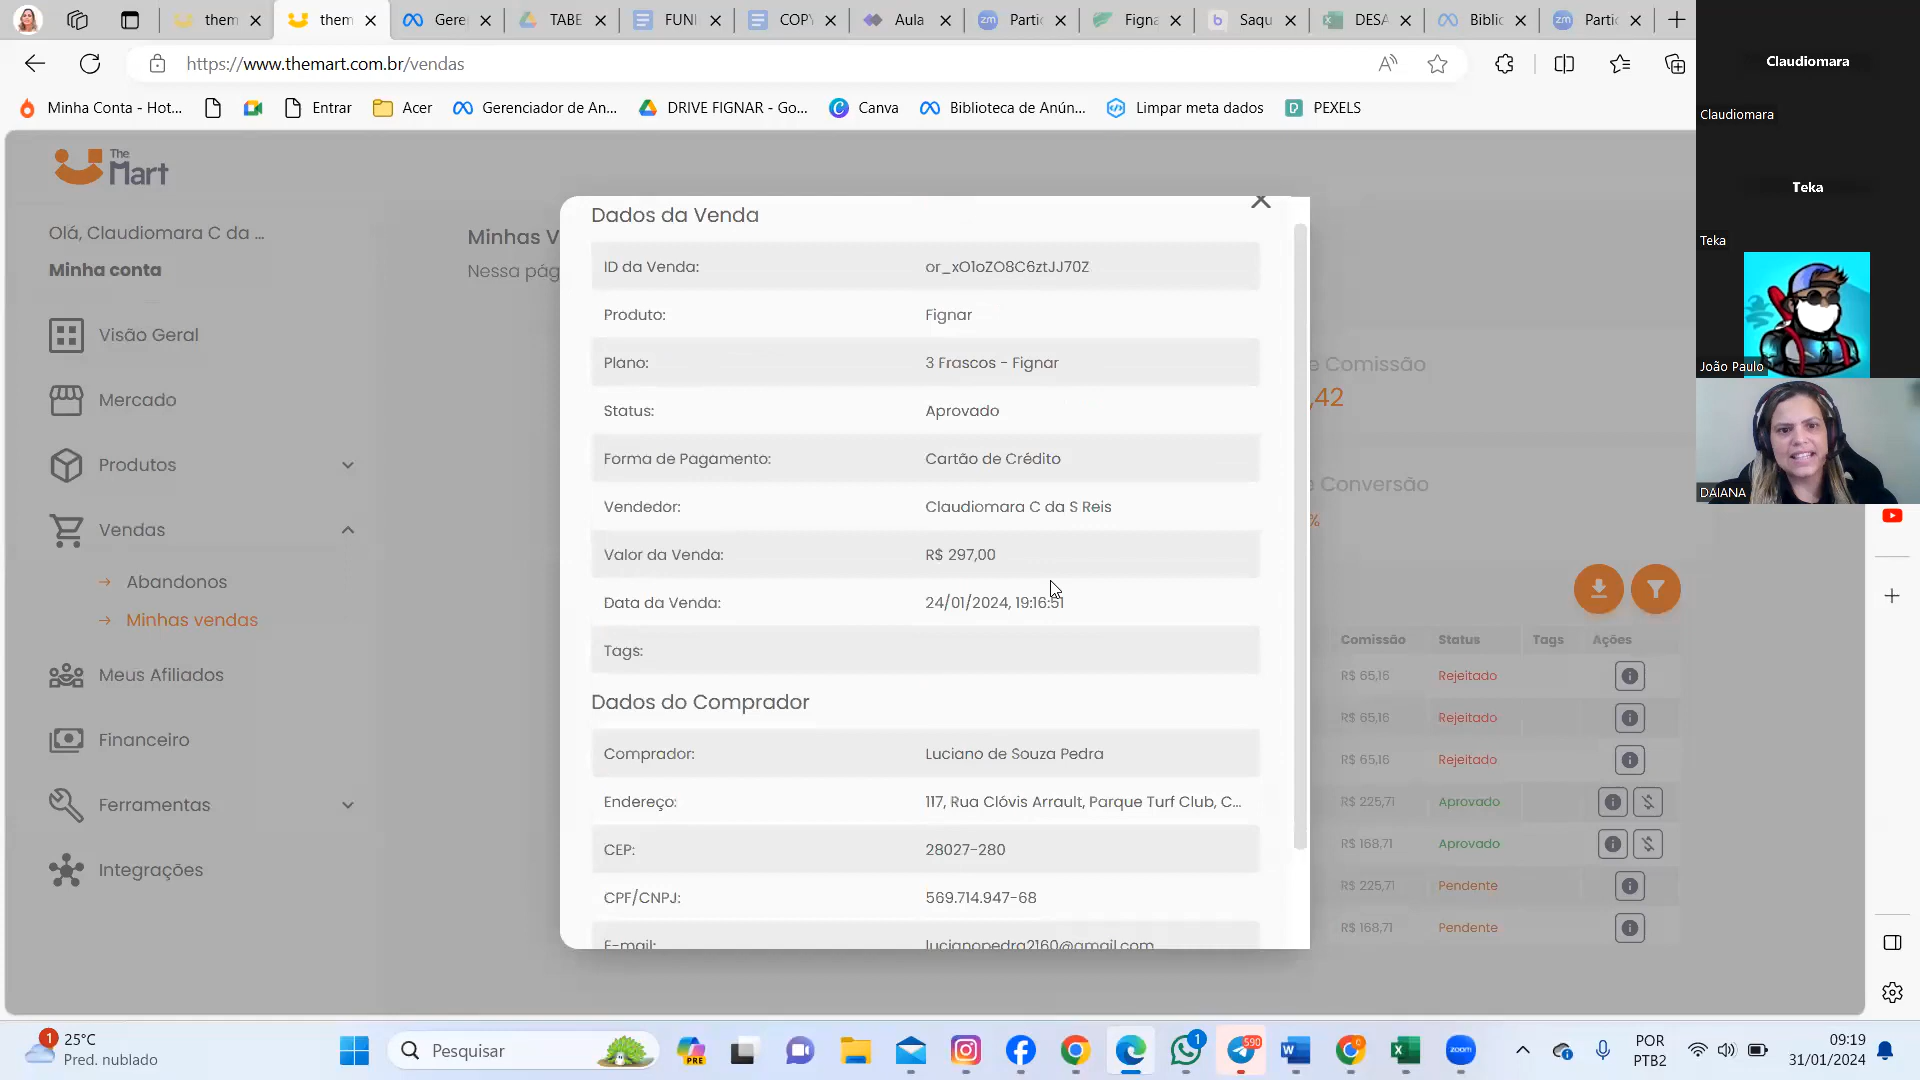 them
them
Gere
TABE
FUNI
COPY
Aula
Partic
Figna
Saqu
DESA
Biblic
Partic
https://www.themart.com.br/vendas
Minha Conta - Hot...
Entrar
Acer
Gerenciador de An...
DRIVE FIGNAR - Go...
Canva
Biblioteca de Anún...
Limpar meta dados
PEXELS
The
Mart
Olá, Claudiomara C da ...
Minha conta
Visão Geral
Mercado
Produtos
Vendas
Abandonos
Minhas vendas
Meus Afiliados
Financeiro
Ferramentas
Integrações
Minhas V
Nessa pág
Dados da Venda
ID da Venda: or_xO1oZO8C6ztJJ70Z
Produto: Fignar
Plano: 3 Frascos - Fignar
Status: Aprovado
Forma de Pagamento: Cartão de Crédito
Vendedor: Claudiomara C da S Reis
Valor da Venda: R$ 297,00
Data da Venda: 24/01/2024, 19:16:51
Tags:
Dados do Comprador
Comprador: Luciano de Souza Pedra
Endereço: 117, Rua Clóvis Arrault, Parque Turf Club, C...
CEP: 28027-280
CPF/CNPJ: 569.714.947-68
E-mail: lucianopedra2160@gmail.com
e Comissão
,42
e Conversão
%
Comissão Status Tags Ações
R$ 65,16 Rejeitado
R$ 65,16 Rejeitado
R$ 65,16 Rejeitado
R$ 225,71 Aprovado
R$ 168,71 Aprovado
R$ 225,71 Pendente
R$ 168,71 Pendente
Claudiomara
Claudiomara
Teka
Teka
João Paulo
DAIANA
1
25°C
Pred. nublado
Pesquisar
PRE
1
590
zoom
POR
PTB2
09:19
31/01/2024